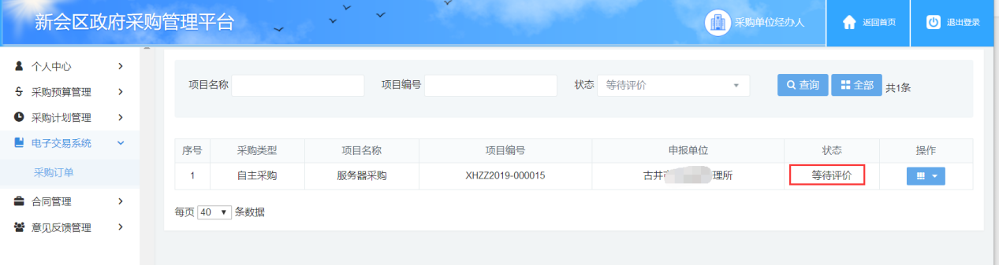 新会区政府采购管理平台
采购单位经办人
返回首页
退出登录
个人中心
采购预算管理
采购计划管理
电子交易系统
采购订单
合同管理
意见反馈管理
项目名称 项目编号 状态 等待评价 查询 全部 共1条
序号 采购类型 项目名称 项目编号 申报单位 状态 操作
1 自主采购 服务器采购 XHZZ2019-000015 古井 理所 等待评价
每页 40 条数据